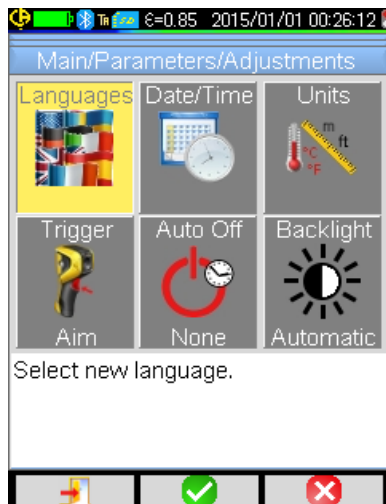 ε=0.85 2015/01/01 00:26:12
Main/Parameters/Adjustments
Languages Date/Time Units
m
ft
°C
°F
Trigger Auto Off Backlight
Aim None Automatic
Select new language.